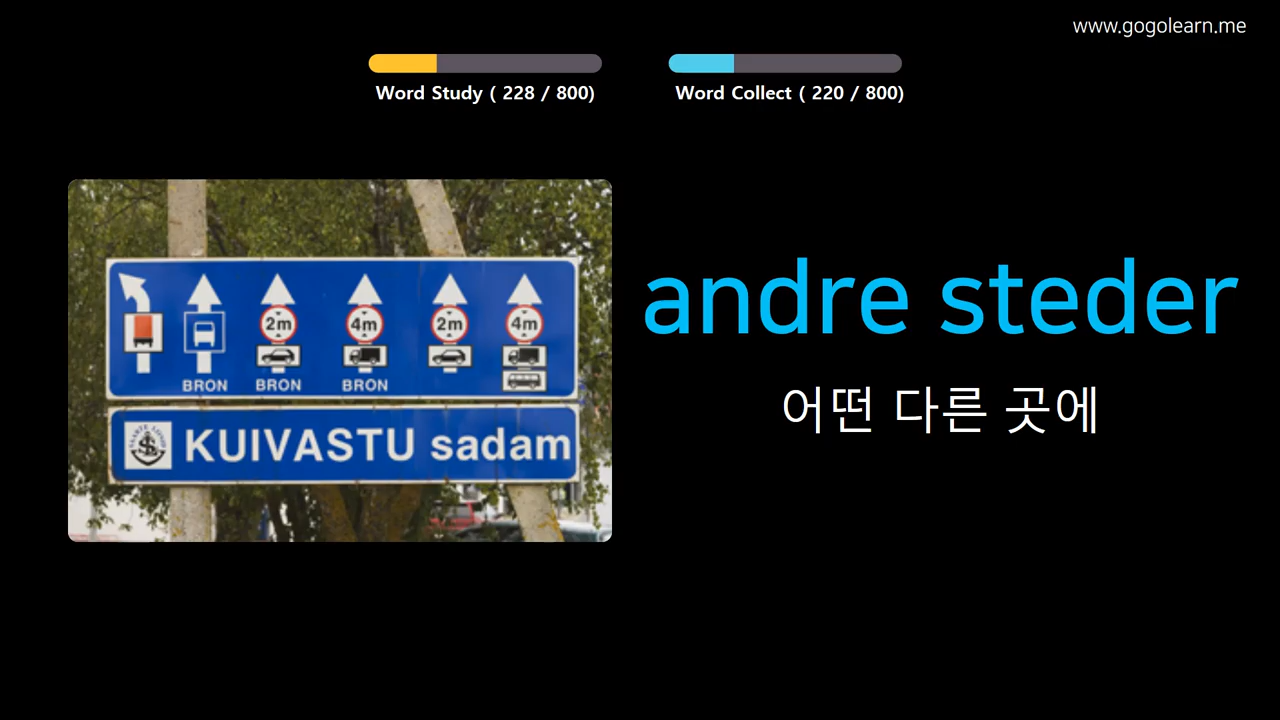 www.gogolearn.me
Word Study ( 228 / 800)
Word Collect ( 220 / 800)
2m
4m
2m
4m
BRON
BRON
BRON
KUIVASTU sadam
andre steder
어떤 다른 곳에